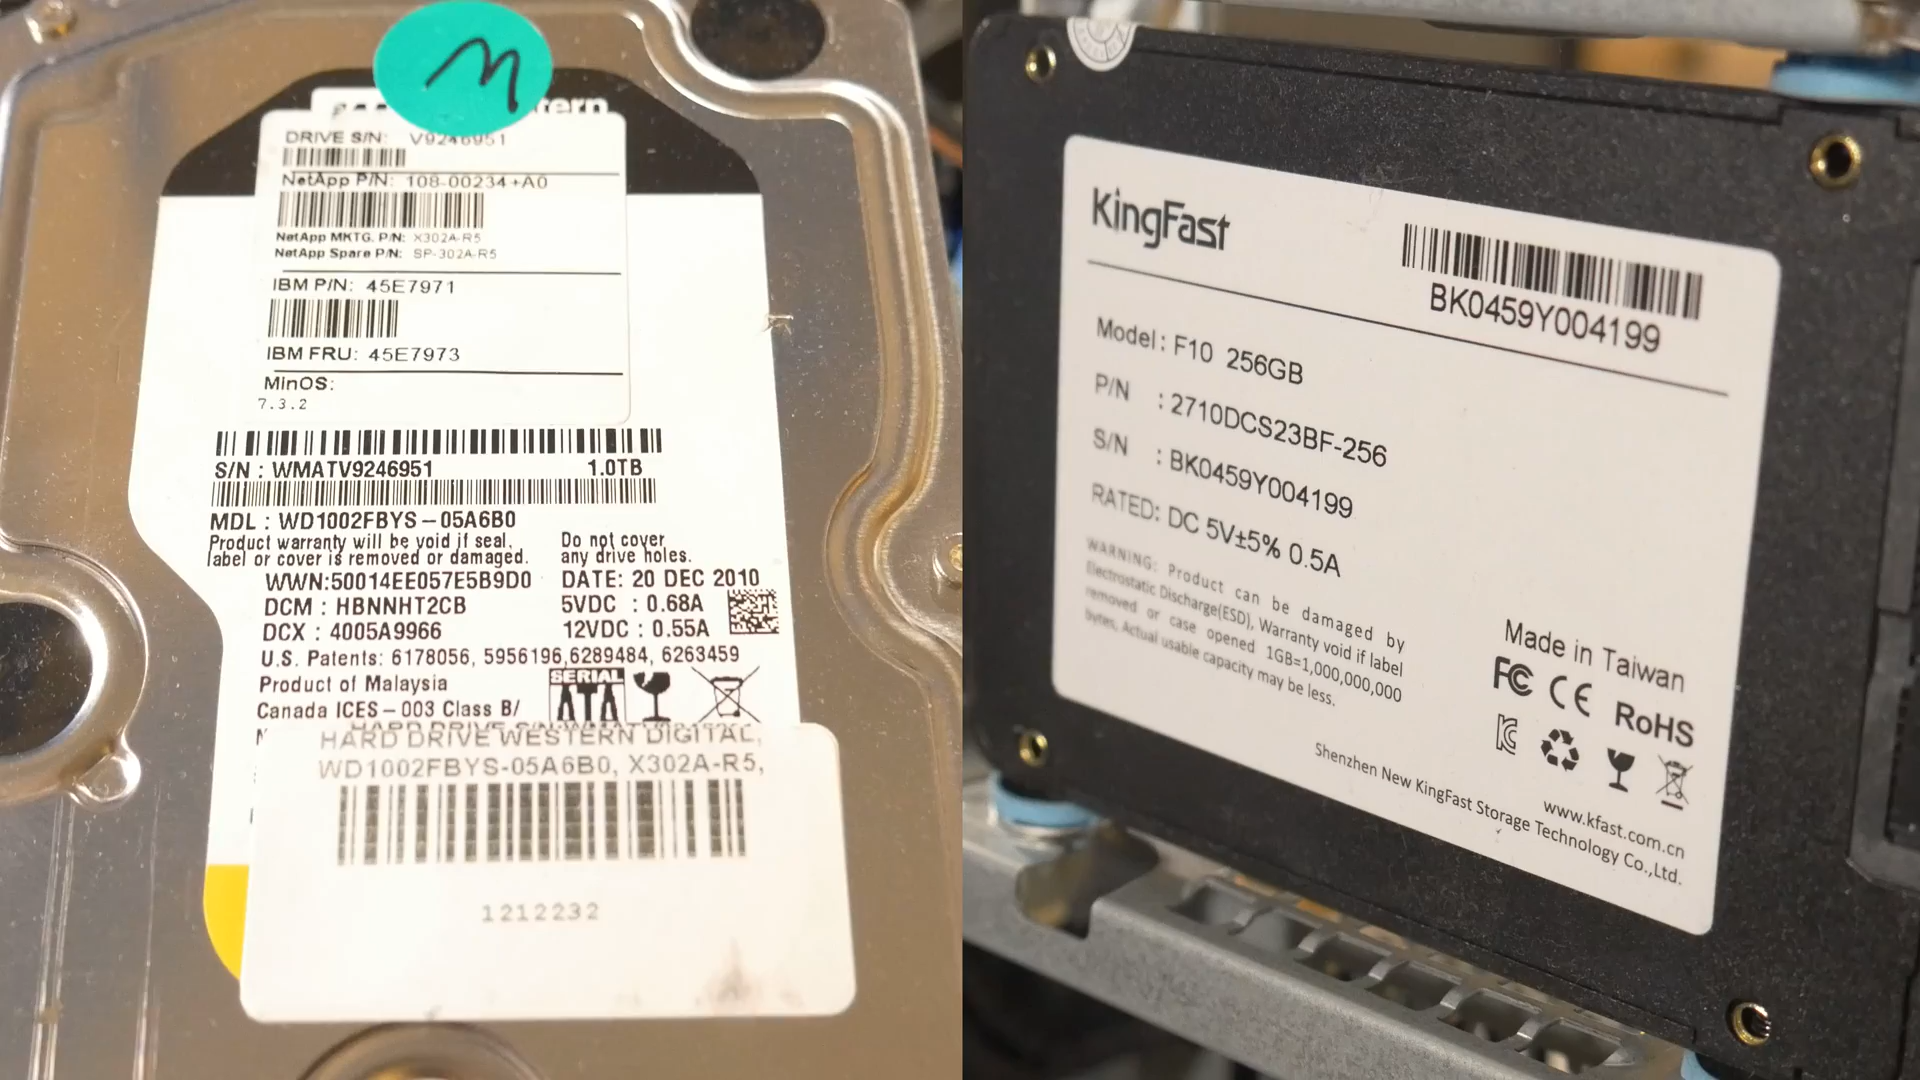 M
tern
DRIVE S/N: V9246951
NetApp P/N: 108-00234+A0
NetApp MKTG. P/N: X302A-R5
NetApp Spare P/N: SP-302A-R5
IBM P/N: 45E7971
IBM FRU: 45E7973
MinOS:
7.3.2
S/N : WMATV9246951 1.0TB
MDL : WD1002FBYS – 05A6B0
Product warranty will be void if seal,
label or cover is removed or damaged.
Do not cover
any drive holes.
WWN:50014EE057E5B9D0 DATE: 20 DEC 2010
DCM : HBNNHT2CB 5VDC : 0.68A
DCX : 4005A9966 12VDC : 0.55A
U.S. Patents: 6178056, 5956196,6289484, 6263459
Product of Malaysia
SERIAL
ATA
Canada ICES – 003 Class B/
HARD DRIVE WESTERN DIGITAL,
WD1002FBYS-05A6B0, X302A-R5,
1212232
KingFast
BK0459Y004199
Model: F10 256GB
P/N : 2710DCS23BF-256
S/N : BK0459Y004199
RATED: DC 5V±5% 0.5A
WARNING: Product can be damaged by
Electrostatic Discharge(ESD), Warranty void if label
removed or case opened 1GB=1,000,000,000
bytes, Actual usable capacity may be less.
Made in Taiwan
FC CE RoHS
www.kfast.com.cn
Shenzhen New KingFast Storage Technology Co.,Ltd.